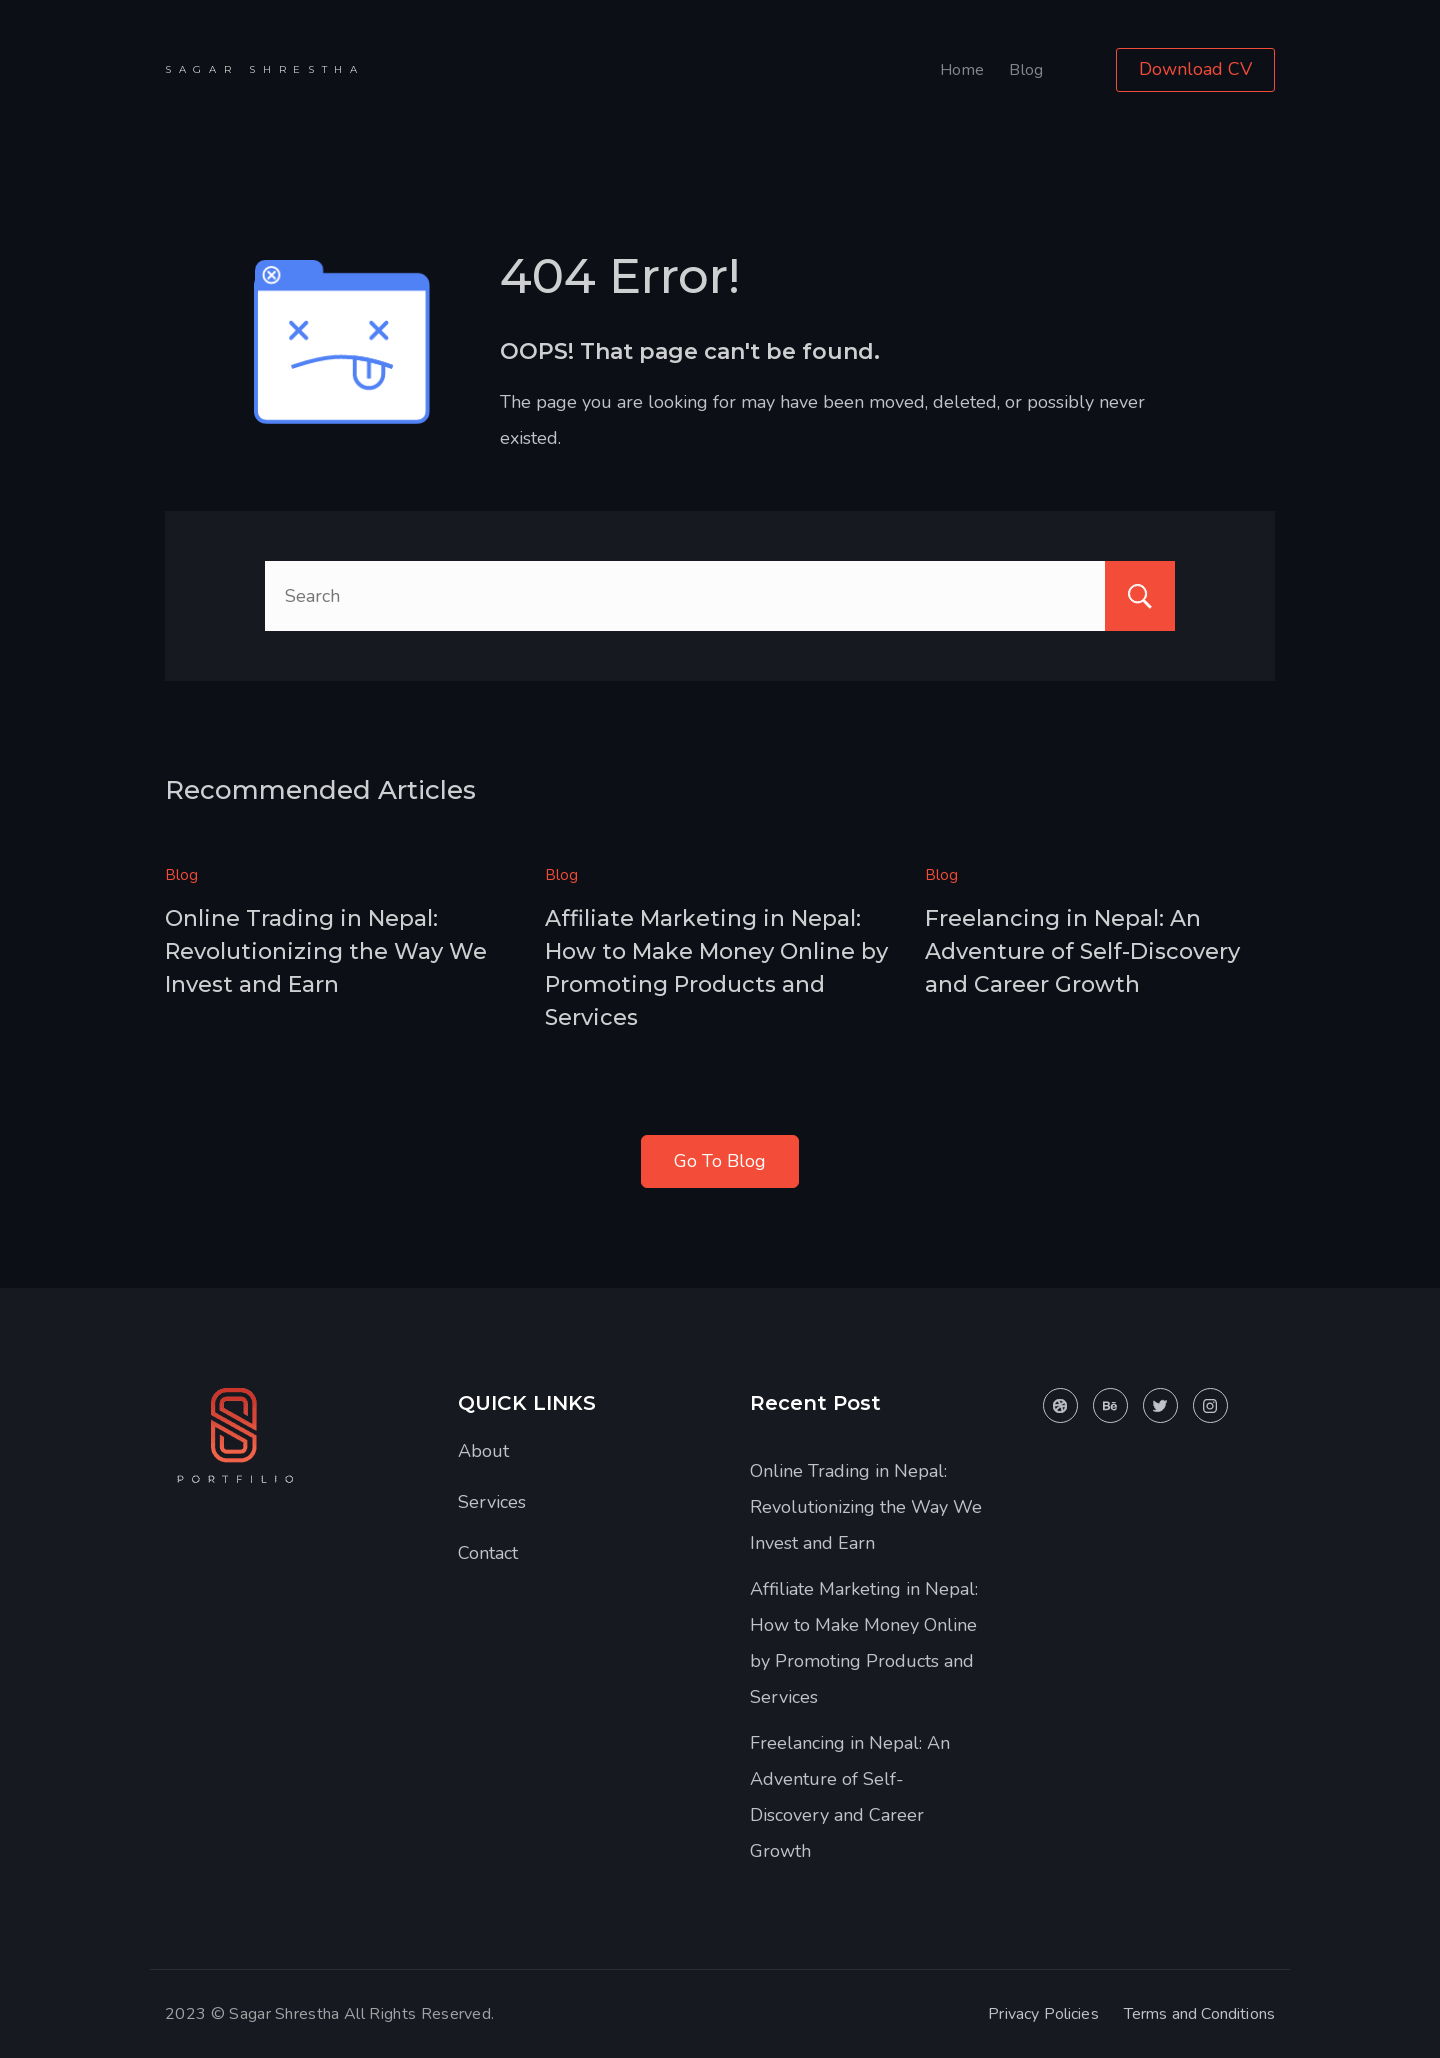 SAGAR SHRESTHA
Home Blog Download CV
404 Error!
OOPS! That page can't be found.
The page you are looking for may have been moved, deleted, or possibly never
existed.
Search
Recommended Articles
Blog
Online Trading in Nepal:
Revolutionizing the Way We
Invest and Earn
Blog
Affiliate Marketing in Nepal:
How to Make Money Online by
Promoting Products and
Services
Blog
Freelancing in Nepal: An
Adventure of Self-Discovery
and Career Growth
Go To Blog
PORTFILIO
QUICK LINKS
About
Services
Contact
Recent Post
Online Trading in Nepal:
Revolutionizing the Way We
Invest and Earn
Affiliate Marketing in Nepal:
How to Make Money Online
by Promoting Products and
Services
Freelancing in Nepal: An
Adventure of Self-
Discovery and Career
Growth
Bē
2023 © Sagar Shrestha All Rights Reserved.
Privacy Policies Terms and Conditions